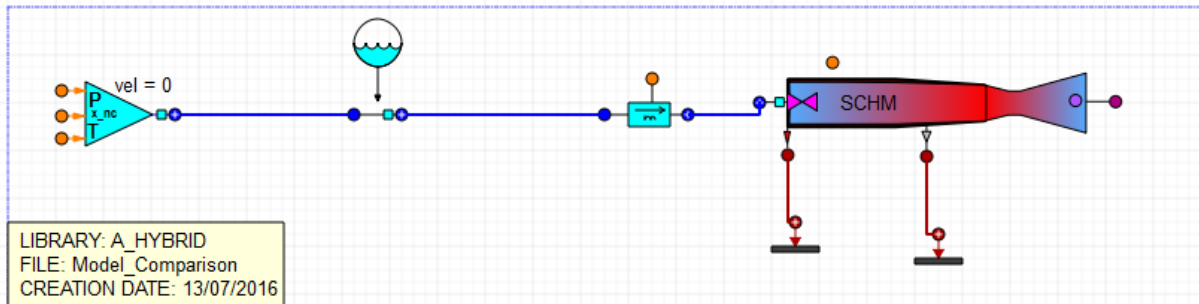 vel = 0
P
x_nc
T
m
SCHM
LIBRARY: A_HYBRID
FILE: Model_Comparison
CREATION DATE: 13/07/2016